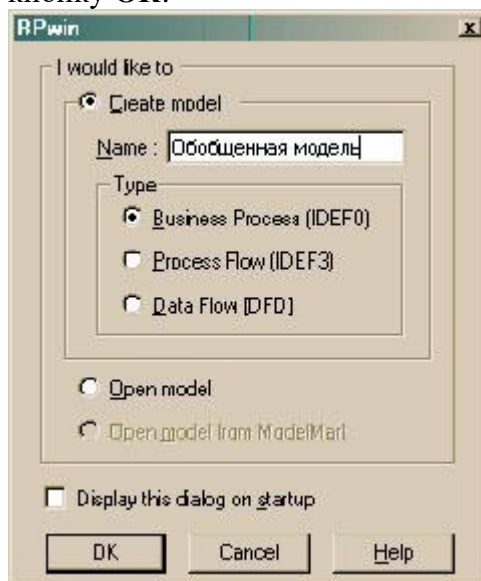 кнопку OK.
BPwin
I would like to
Create model
Name : Обобщенная модель
Type
Business Process (IDEF0)
Process Flow (IDEF3)
Data Flow (DFD)
Open model
Open model from ModelMart
Display this dialog on startup
OK Cancel Help